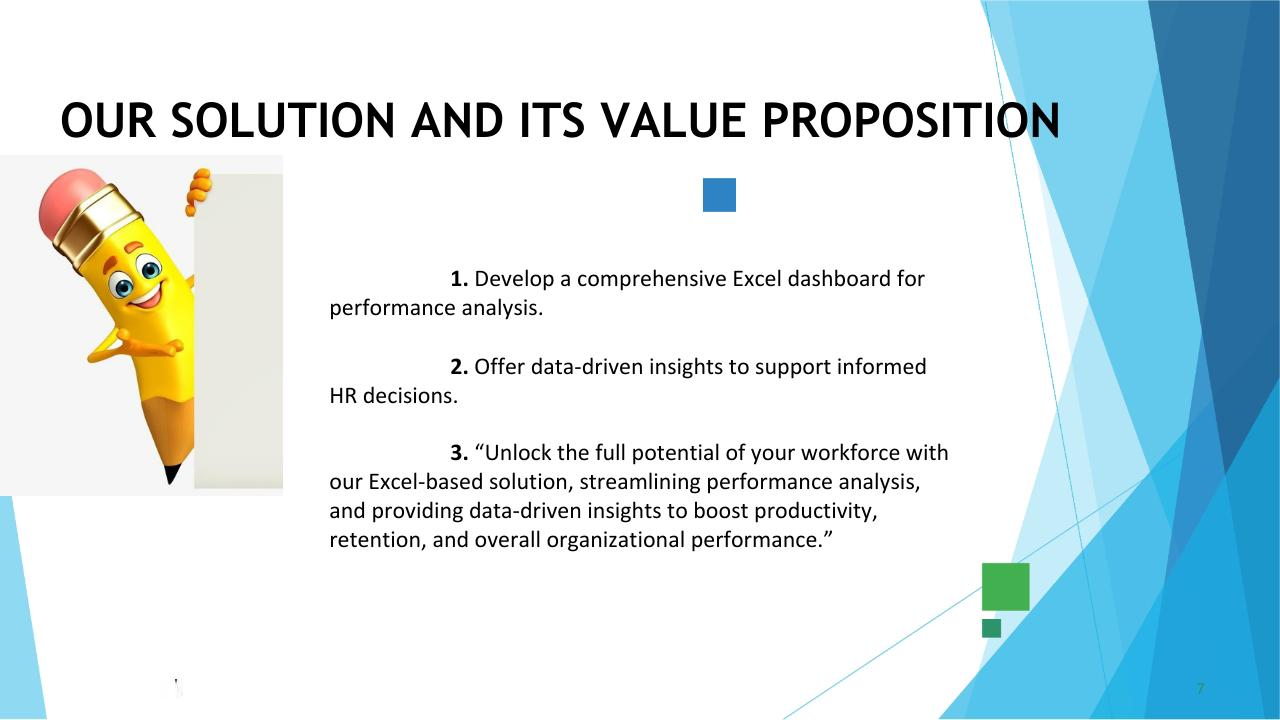 OUR SOLUTION AND ITS VALUE PROPOSITION
1. Develop a comprehensive Excel dashboard for
performance analysis.
2. Offer data-driven insights to support informed
HR decisions.
3. “Unlock the full potential of your workforce with
our Excel-based solution, streamlining performance analysis,
and providing data-driven insights to boost productivity,
retention, and overall organizational performance.”
7